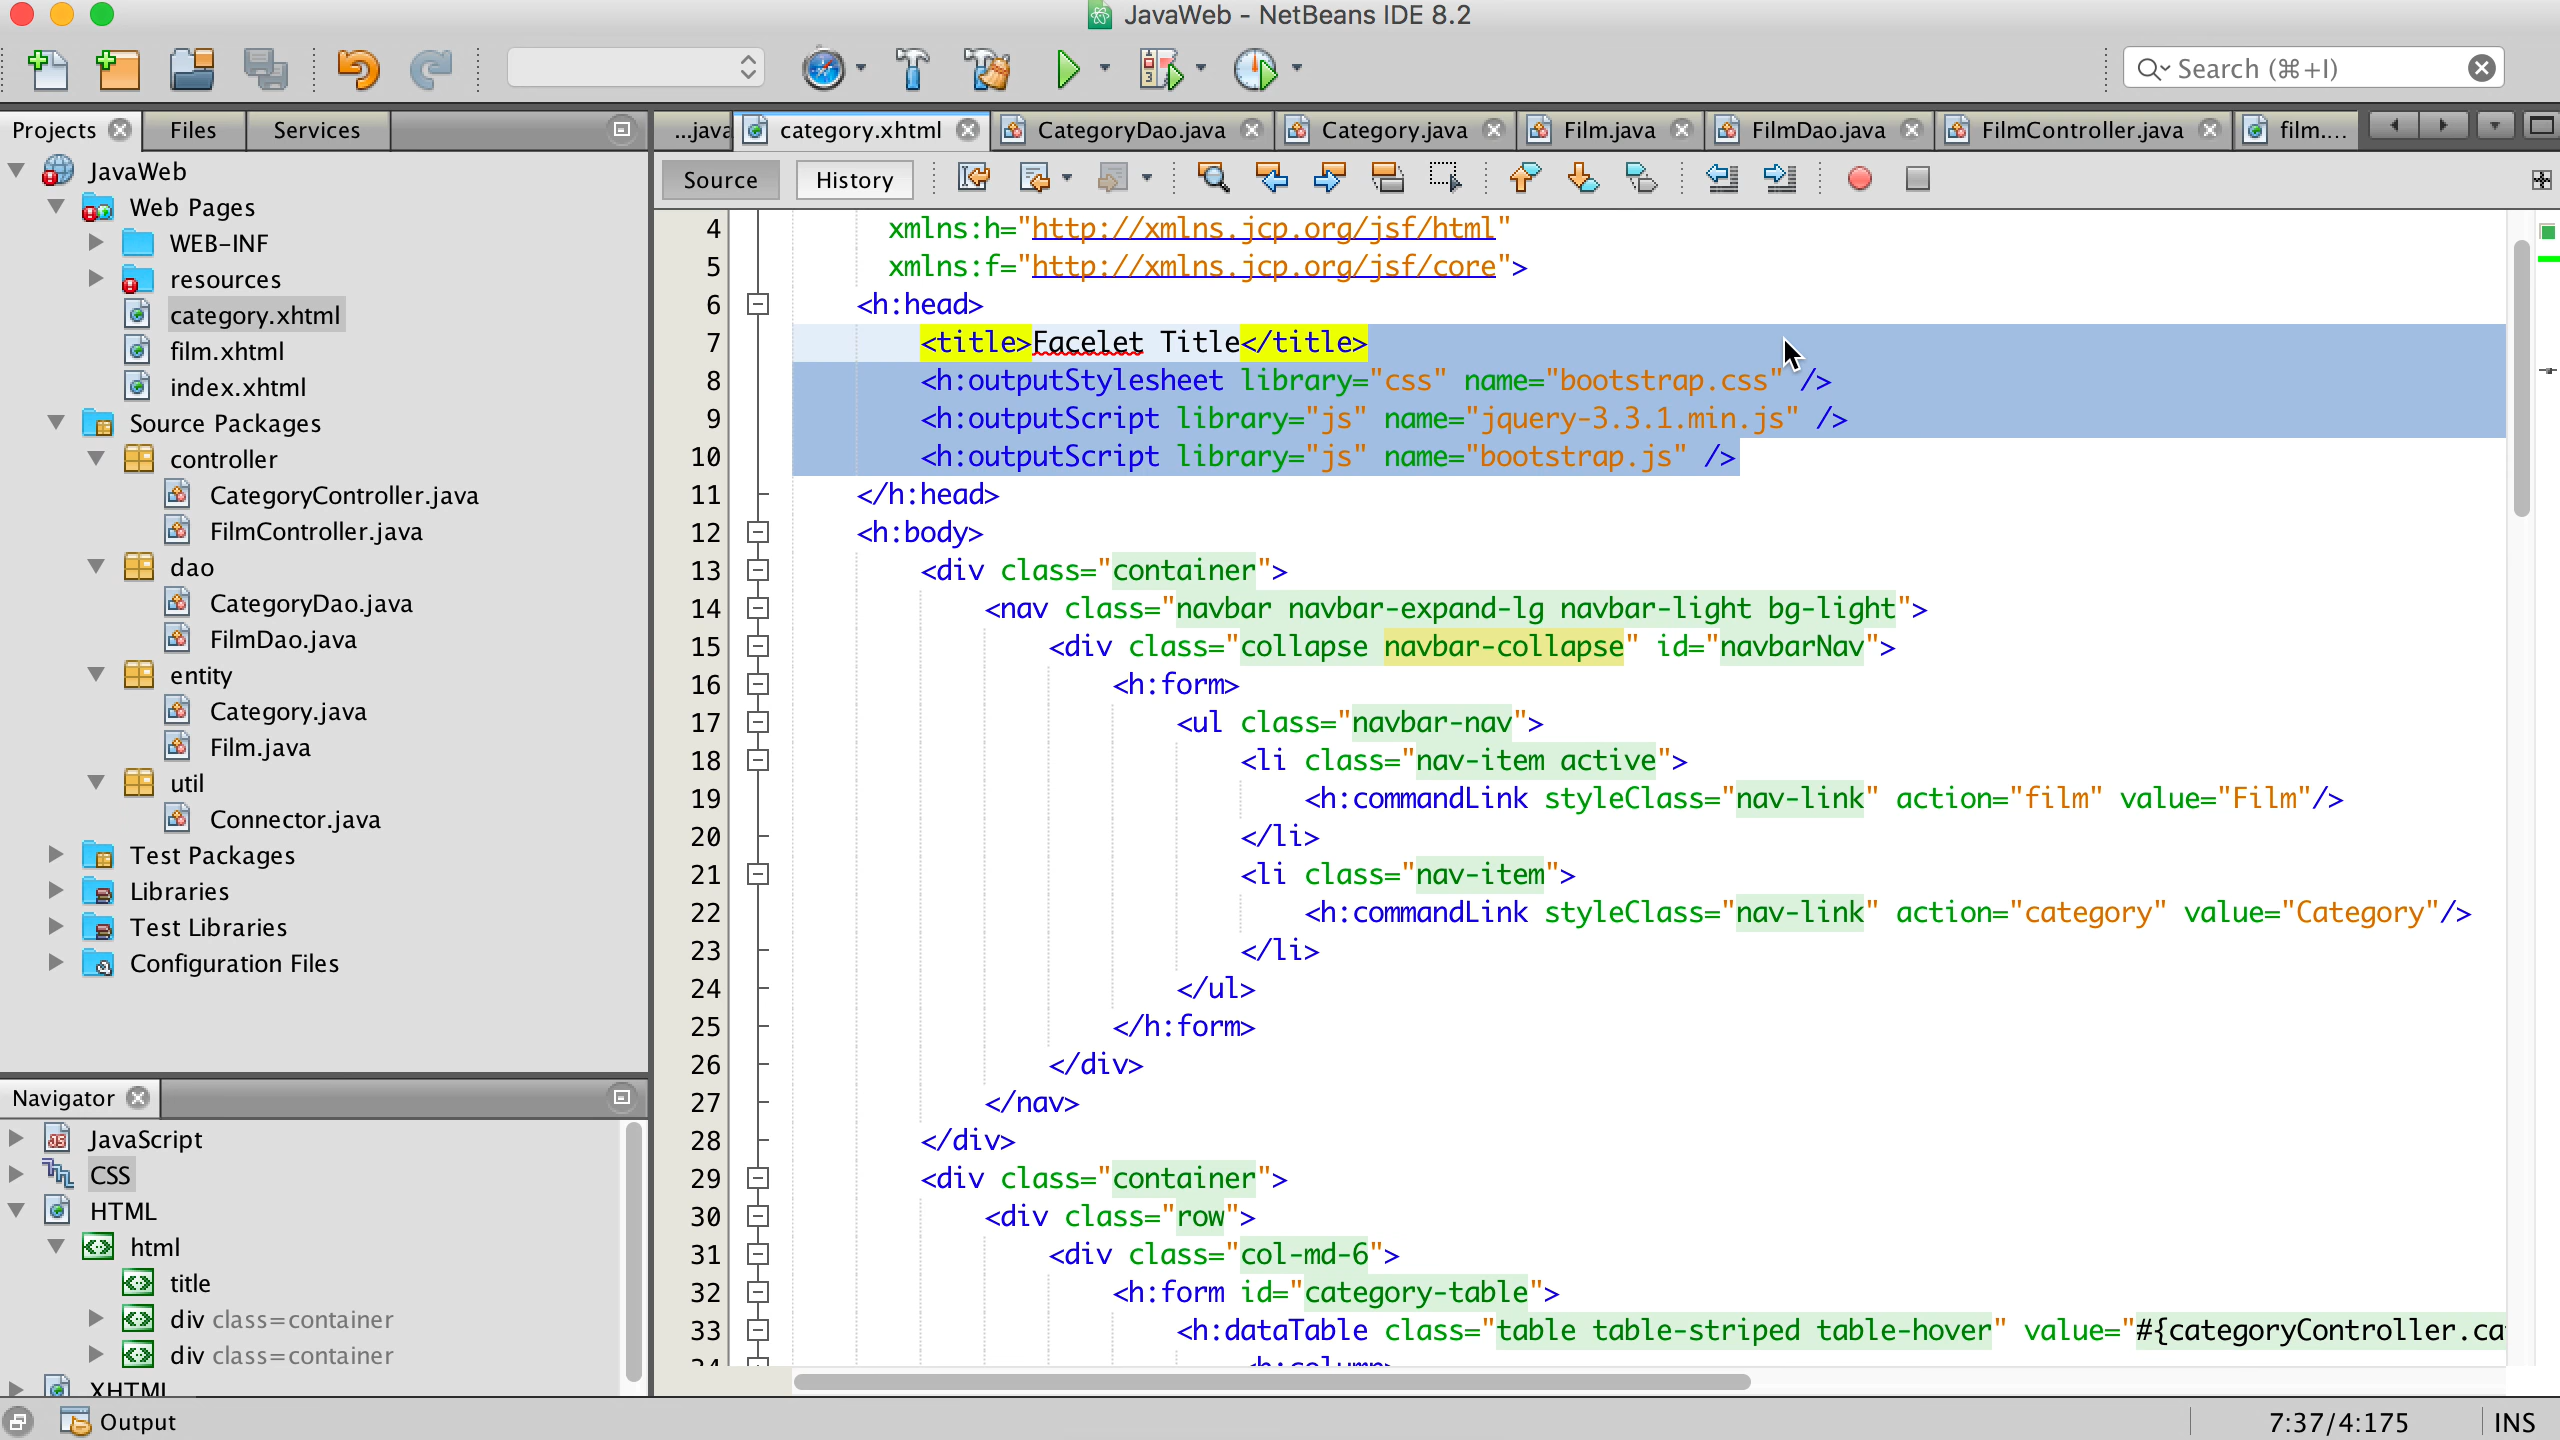 JavaWeb - NetBeans IDE 8.2
Search (⌘+I)
Projects
Files
Services
...java
category.xhtml
CategoryDao.java
Category.java
Film.java
FilmDao.java
FilmController.java
film....
Source
History
JavaWeb
Web Pages
WEB-INF
resources
category.xhtml
film.xhtml
index.xhtml
Source Packages
controller
CategoryController.java
FilmController.java
dao
CategoryDao.java
FilmDao.java
entity
Category.java
Film.java
util
Connector.java
Test Packages
Libraries
Test Libraries
Configuration Files
Navigator
JavaScript
CSS
HTML
html
title
div class=container
div class=container
XHTML
4 xmlns:h="http://xmlns.jcp.org/jsf/html"
5 xmlns:f="http://xmlns.jcp.org/jsf/core">
6 <h:head>
7 <title>Facelet Title</title>
8 <h:outputStylesheet library="css" name="bootstrap.css" />
9 <h:outputScript library="js" name="jquery-3.3.1.min.js" />
10 <h:outputScript library="js" name="bootstrap.js" />
11 </h:head>
12 <h:body>
13 <div class="container">
14 <nav class="navbar navbar-expand-lg navbar-light bg-light">
15 <div class="collapse navbar-collapse" id="navbarNav">
16 <h:form>
17 <ul class="navbar-nav">
18 <li class="nav-item active">
19 <h:commandLink styleClass="nav-link" action="film" value="Film"/>
20 </li>
21 <li class="nav-item">
22 <h:commandLink styleClass="nav-link" action="category" value="Category"/>
23 </li>
24 </ul>
25 </h:form>
26 </div>
27 </nav>
28 </div>
29 <div class="container">
30 <div class="row">
31 <div class="col-md-6">
32 <h:form id="category-table">
33 <h:dataTable class="table table-striped table-hover" value="#{categoryController.ca
34 <h:column>
Output
7:37/4:175
INS